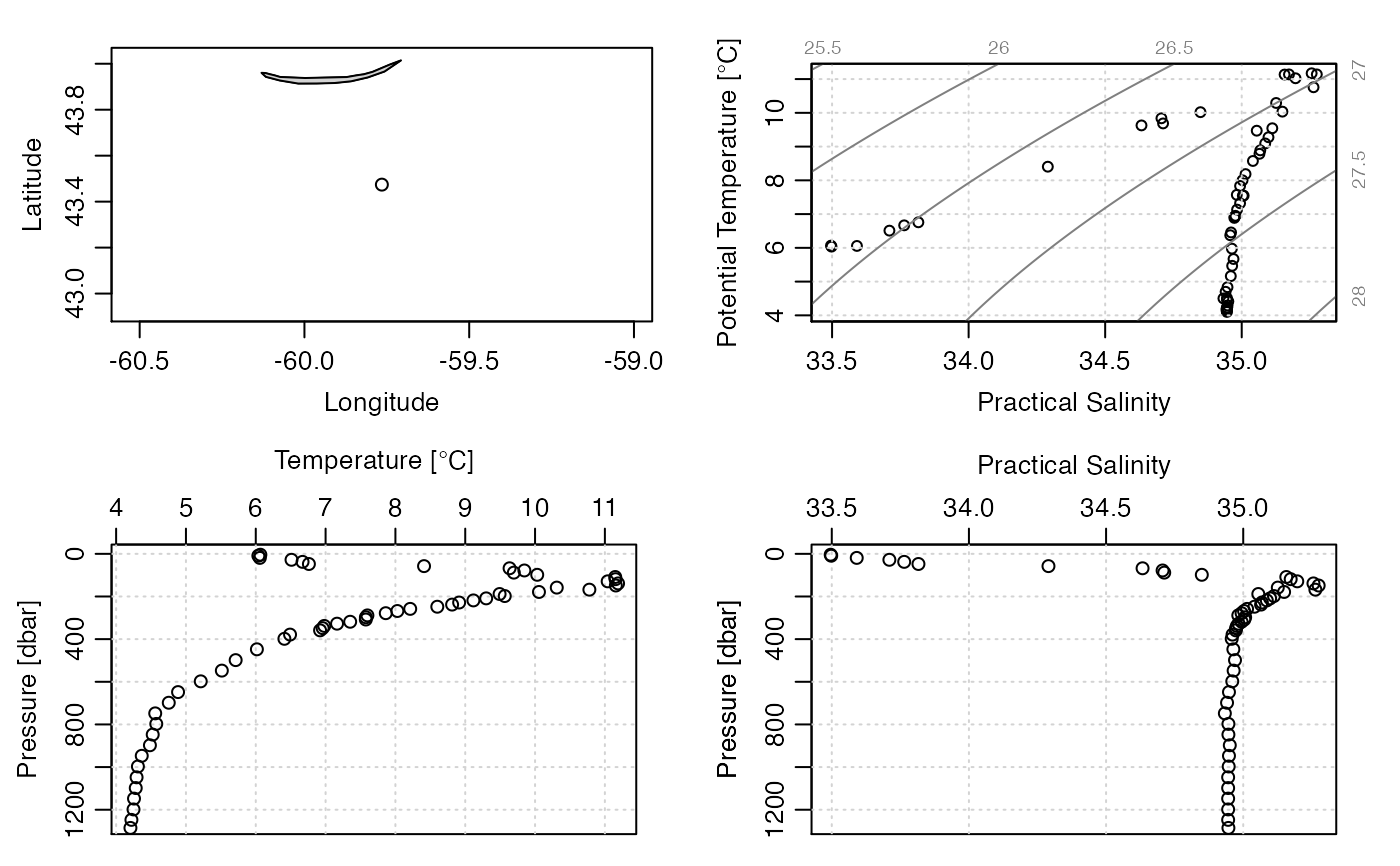 Latitude
43.8
43.4
43.0
-60.5 -60.0 -59.5 -59.0
Longitude
25.5 26 26.5
27
27.5
28
Potential Temperature [°C]
10
8
6
4
33.5 34.0 34.5 35.0
Practical Salinity
Temperature [°C]
4 5 6 7 8 9 10 11
Pressure [dbar]
0
400
800
1200
Practical Salinity
33.5 34.0 34.5 35.0
Pressure [dbar]
0
400
800
1200